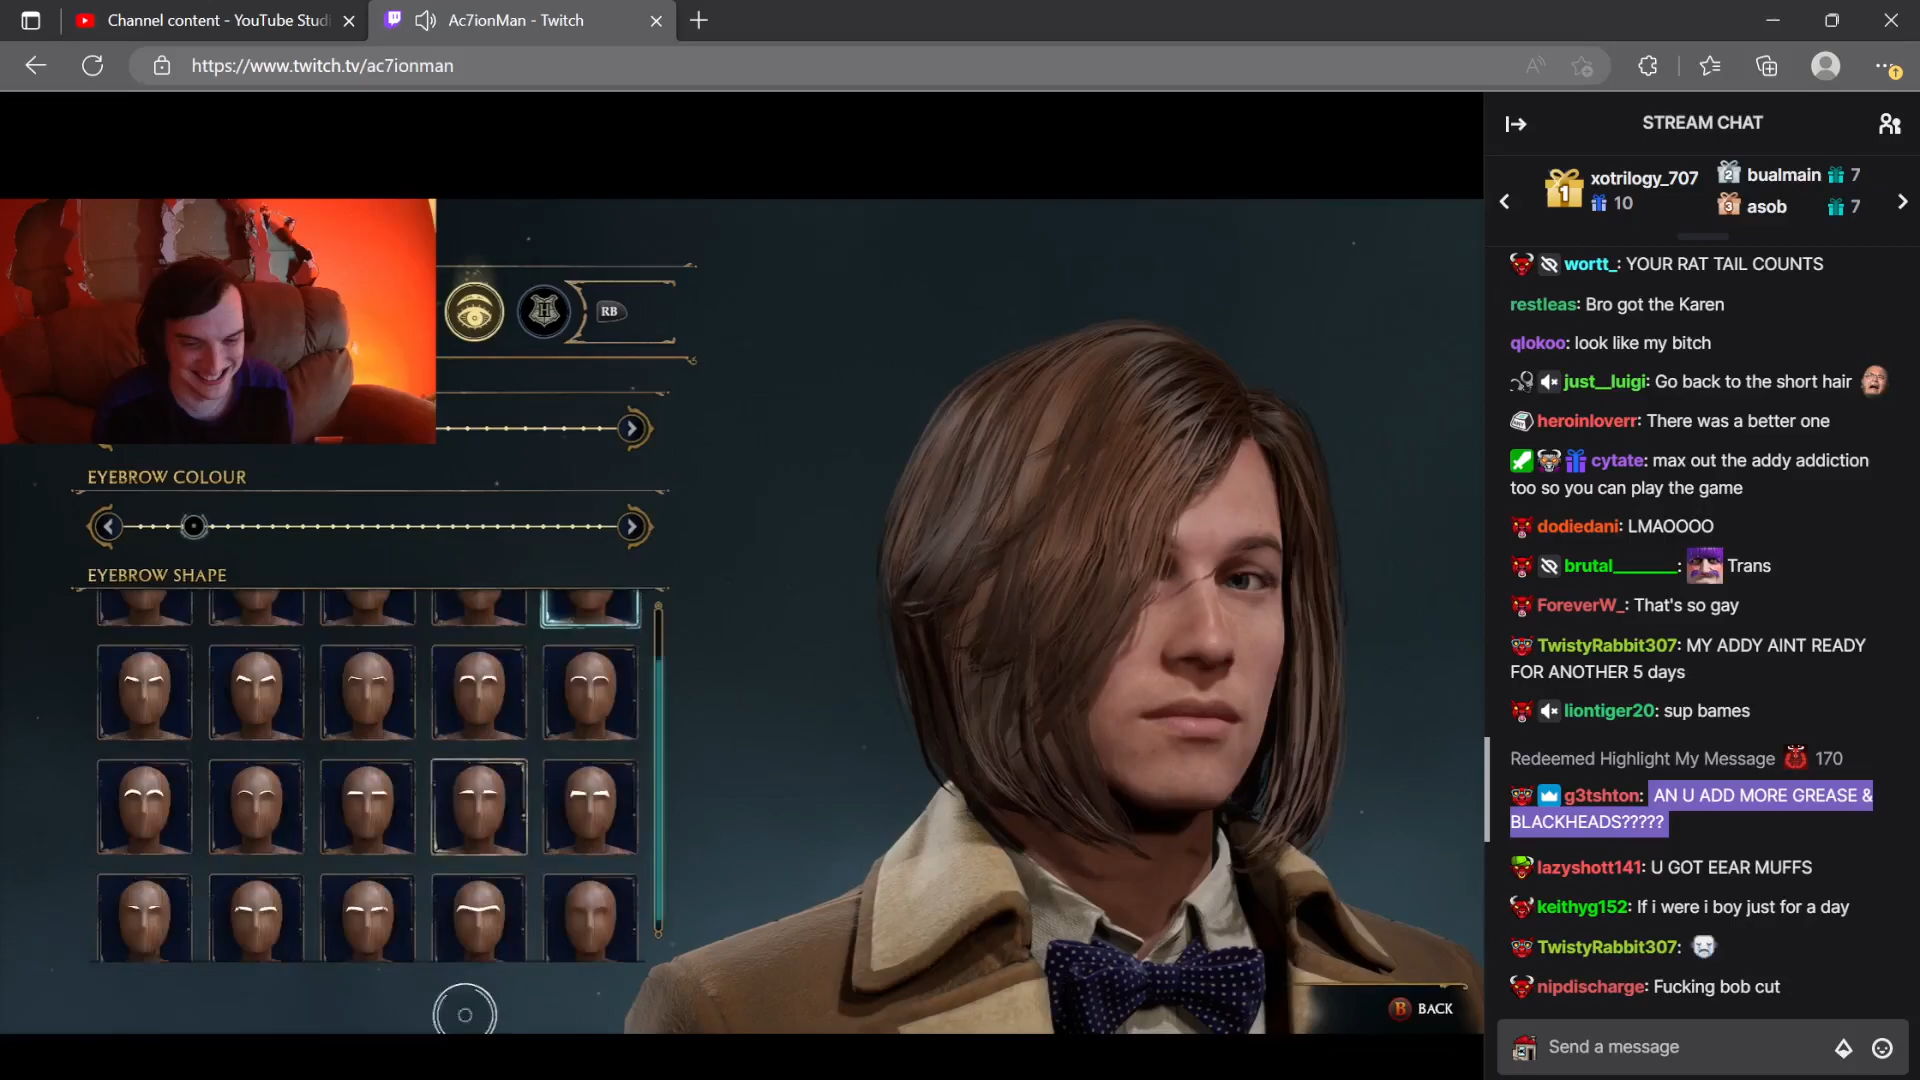 Channel content - YouTube Studi
Ac7ionMan - Twitch
https://www.twitch.tv/ac7ionman
STREAM CHAT
1 xotrilogy_707
10
2 bualmain 7
3 asob 7
RB
EYEBROW COLOUR
EYEBROW SHAPE
B BACK
wortt_: YOUR RAT TAIL COUNTS
restleas: Bro got the Karen
qlokoo: look like my bitch
just__luigi: Go back to the short hair
heroinloverr: There was a better one
cytate: max out the addy addiction
too so you can play the game
dodiedani: LMAOOOO
brutal_______: Trans
ForeverW_: That's so gay
TwistyRabbit307: MY ADDY AINT READY
FOR ANOTHER 5 days
liontiger20: sup bames
Redeemed Highlight My Message 170
g3tshton: AN U ADD MORE GREASE &
BLACKHEADS?????
lazyshott141: U GOT EEAR MUFFS
keithyg152: If i were i boy just for a day
TwistyRabbit307:
nipdischarge: Fucking bob cut
Send a message